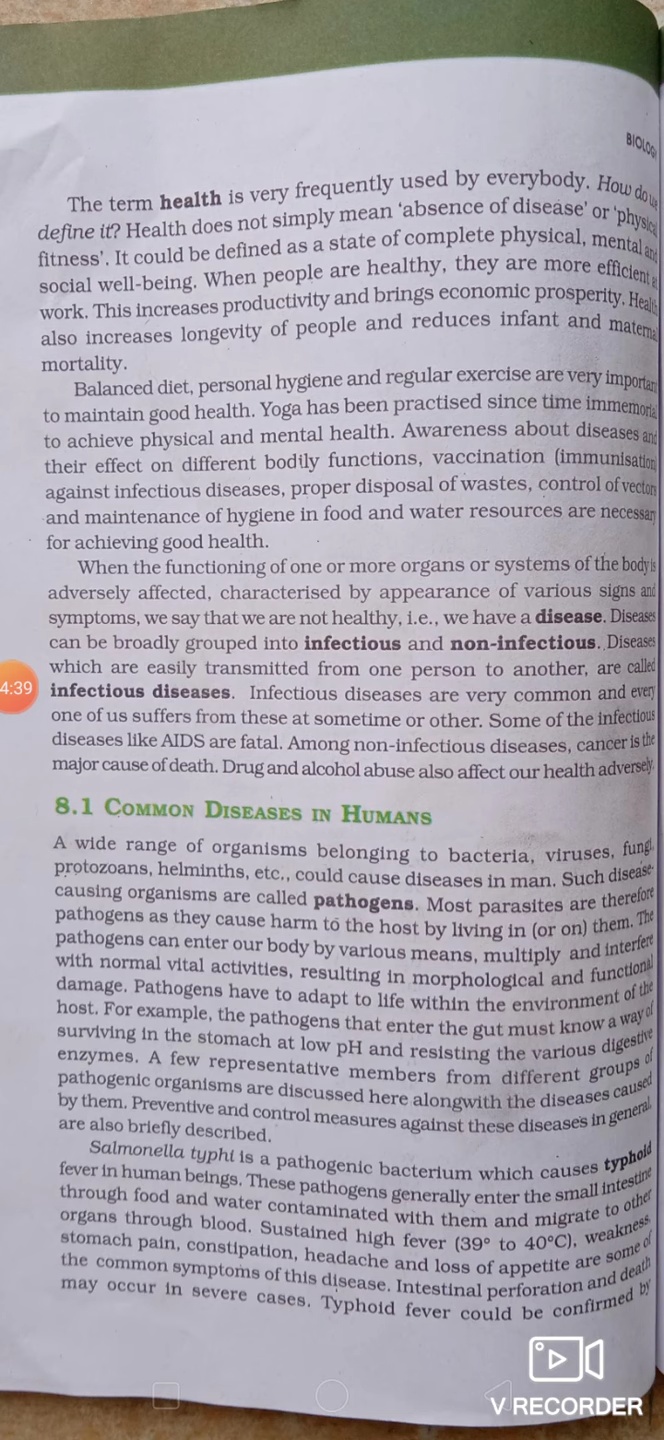 BIOLOGY
The term health is very frequently used by everybody. How do we
define it? Health does not simply mean ‘absence of disease’ or ‘physical
fitness’. It could be defined as a state of complete physical, mental and
social well-being. When people are healthy, they are more efficient at
work. This increases productivity and brings economic prosperity. Health
also increases longevity of people and reduces infant and maternal
mortality.
Balanced diet, personal hygiene and regular exercise are very important
to maintain good health. Yoga has been practised since time immemorial
to achieve physical and mental health. Awareness about diseases and
their effect on different bodily functions, vaccination (immunisation)
against infectious diseases, proper disposal of wastes, control of vectors
and maintenance of hygiene in food and water resources are necessary
for achieving good health.
When the functioning of one or more organs or systems of the body is
adversely affected, characterised by appearance of various signs and
symptoms, we say that we are not healthy, i.e., we have a disease. Diseases
can be broadly grouped into infectious and non-infectious. Diseases
which are easily transmitted from one person to another, are called
4:39
infectious diseases. Infectious diseases are very common and every
one of us suffers from these at sometime or other. Some of the infectious
diseases like AIDS are fatal. Among non-infectious diseases, cancer is the
major cause of death. Drug and alcohol abuse also affect our health adversely.
8.1 COMMON DISEASES IN HUMANS
A wide range of organisms belonging to bacteria, viruses, fungi,
protozoans, helminths, etc., could cause diseases in man. Such disease-
causing organisms are called pathogens. Most parasites are therefore
pathogens as they cause harm to the host by living in (or on) them. The
pathogens can enter our body by various means, multiply and interfere
with normal vital activities, resulting in morphological and functional
damage. Pathogens have to adapt to life within the environment of the
host. For example, the pathogens that enter the gut must know a way of
surviving in the stomach at low pH and resisting the various digestive
enzymes. A few representative members from different groups of
pathogenic organisms are discussed here alongwith the diseases caused
by them. Preventive and control measures against these diseases in general,
are also briefly described.
Salmonella typhi is a pathogenic bacterium which causes typhoid
fever in human beings. These pathogens generally enter the small intestine
through food and water contaminated with them and migrate to other
organs through blood. Sustained high fever (39° to 40°C), weakness,
stomach pain, constipation, headache and loss of appetite are some of
the common symptoms of this disease. Intestinal perforation and death
may occur in severe cases. Typhoid fever could be confirmed by
V RECORDER